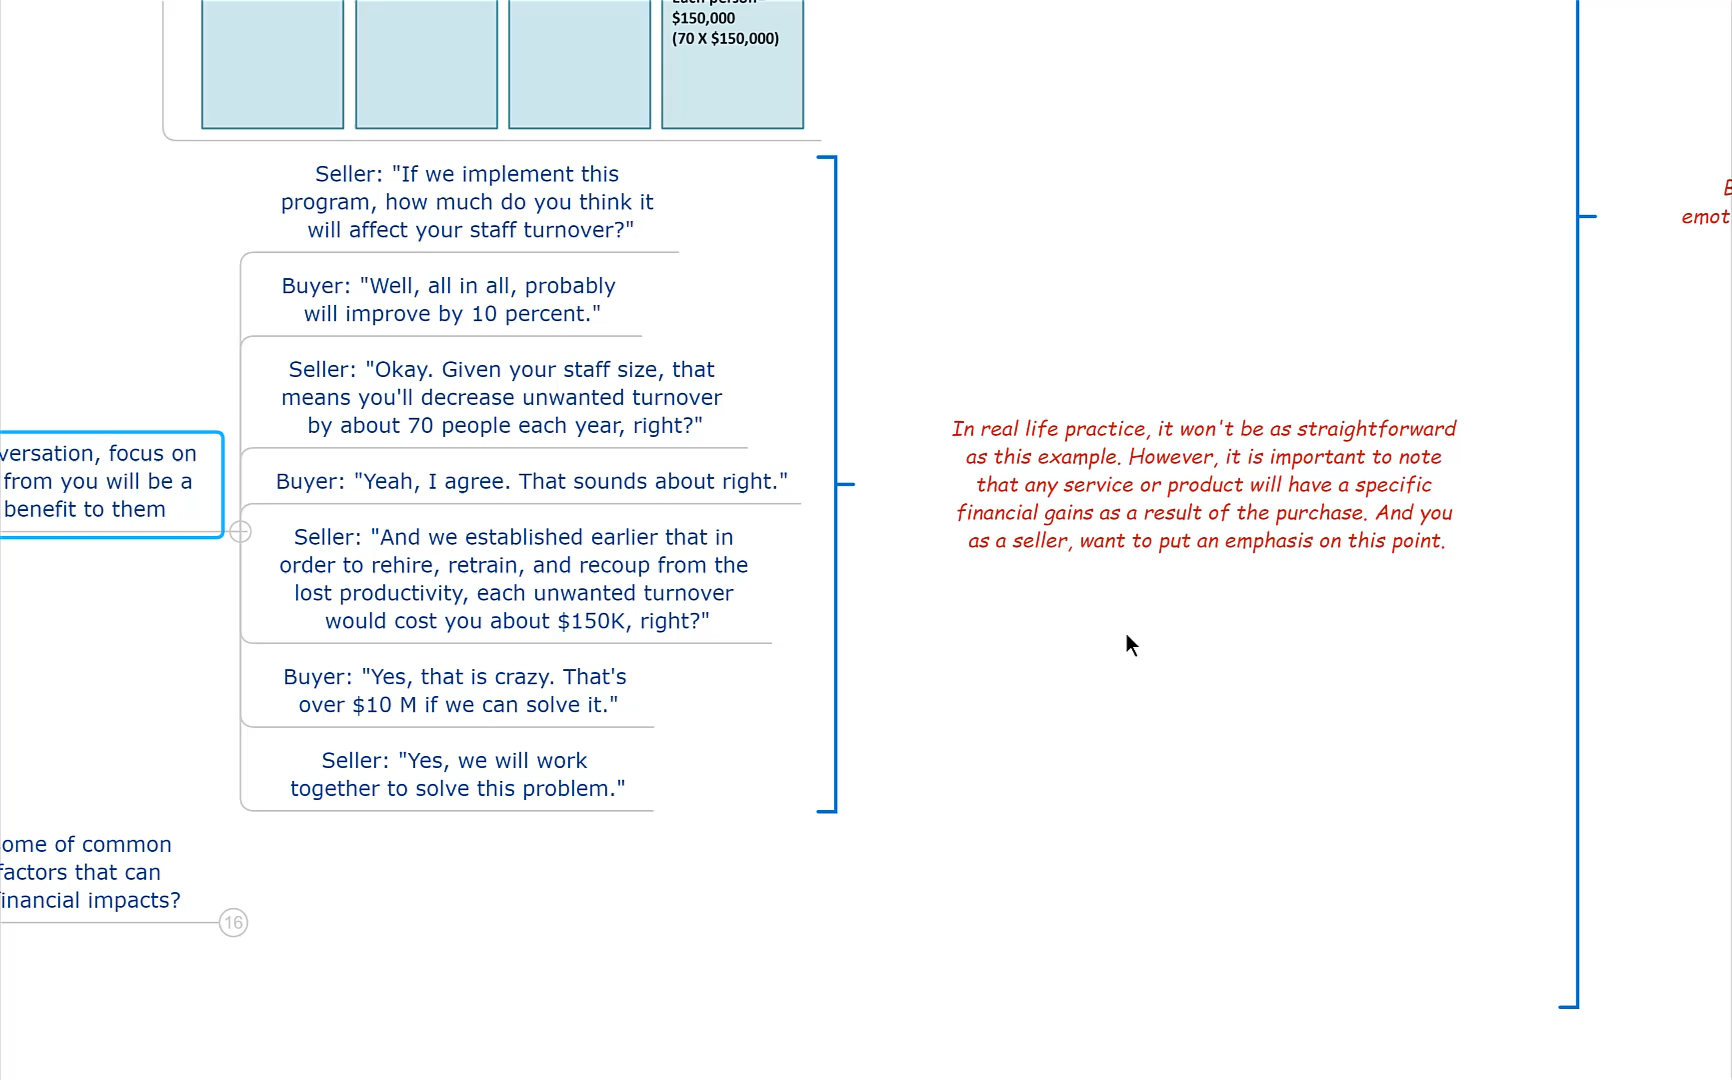 Each person
$150,000
(70 X $150,000)
Seller: "If we implement this
program, how much do you think it
will affect your staff turnover?"
Buyer: "Well, all in all, probably
will improve by 10 percent."
Seller: "Okay. Given your staff size, that
means you'll decrease unwanted turnover
by about 70 people each year, right?"
Buyer: "Yeah, I agree. That sounds about right."
versation, focus on
from you will be a
benefit to them
Seller: "And we established earlier that in
order to rehire, retrain, and recoup from the
lost productivity, each unwanted turnover
would cost you about $150K, right?"
Buyer: "Yes, that is crazy. That's
over $10 M if we can solve it."
Seller: "Yes, we will work
together to solve this problem."
ome of common
factors that can
inancial impacts?
16
In real life practice, it won't be as straightforward
as this example. However, it is important to note
that any service or product will have a specific
financial gains as a result of the purchase. And you
as a seller, want to put an emphasis on this point.
emot